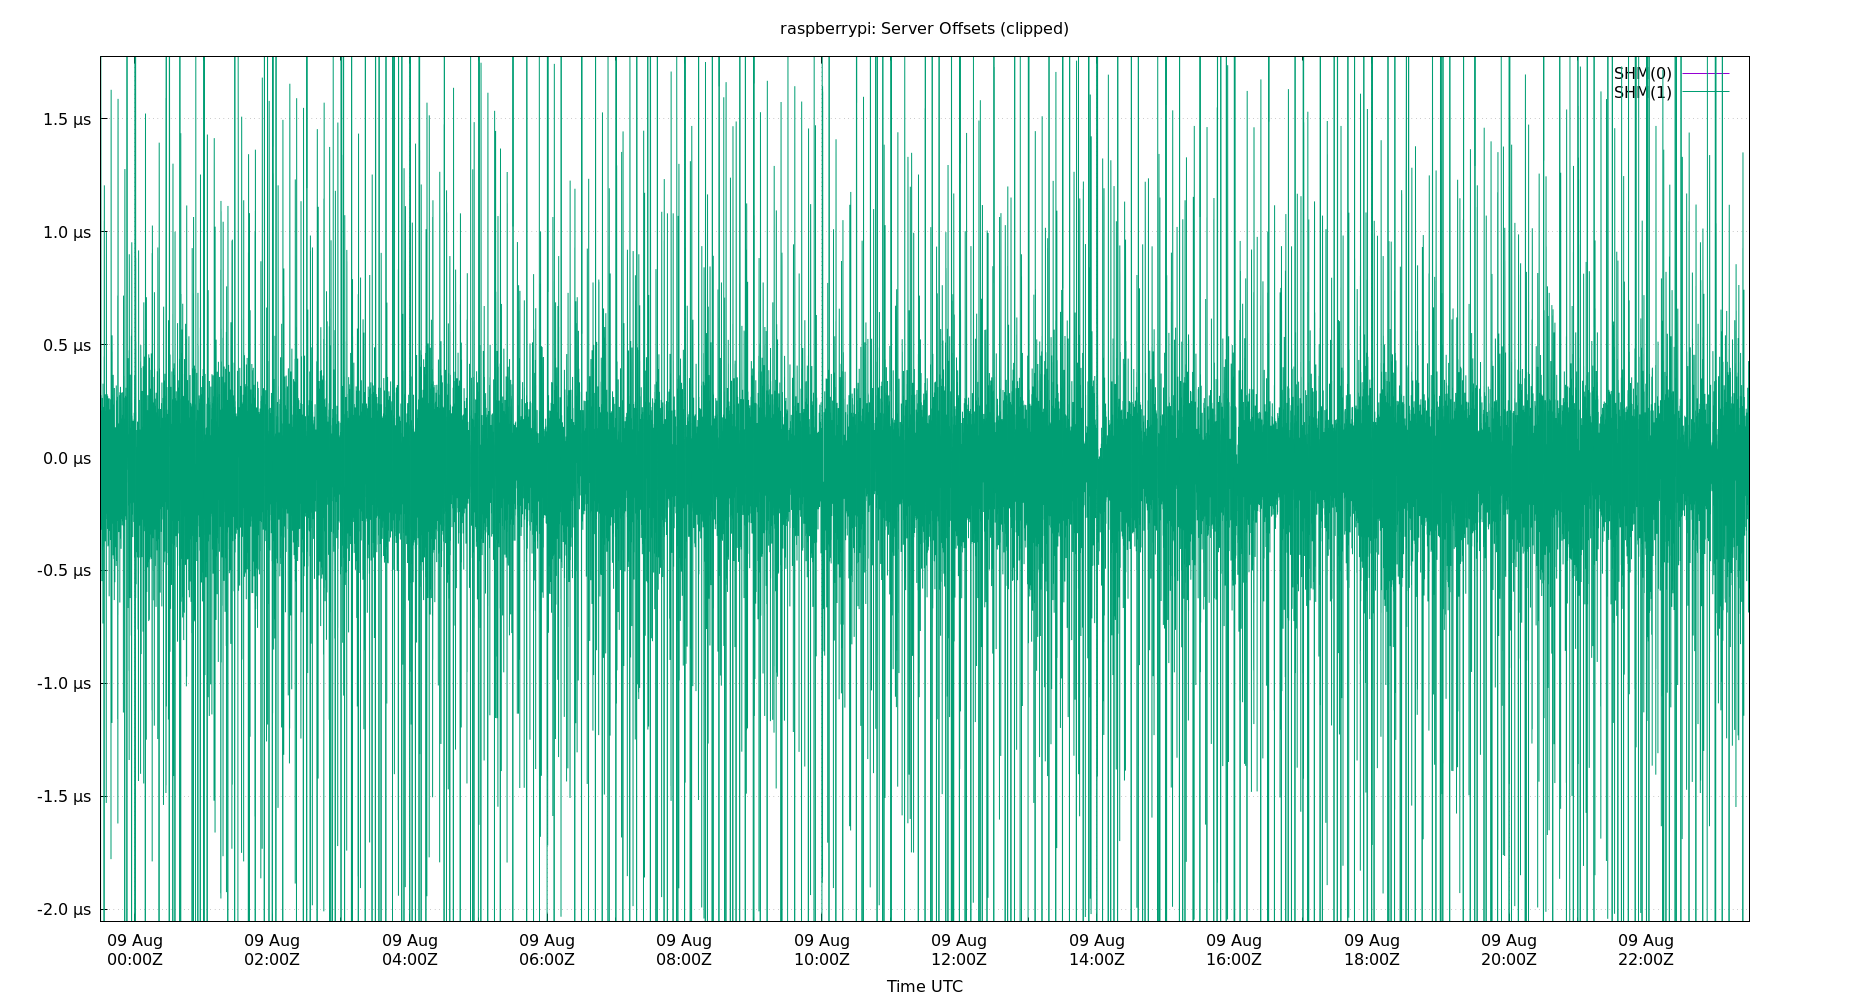 raspberrypi: Server Offsets (clipped)
SHM(0)
SHM(1)
1.5 µs
1.0 µs
0.5 µs
0.0 µs
-0.5 µs
-1.0 µs
-1.5 µs
-2.0 µs
09 Aug 09 Aug 09 Aug 09 Aug 09 Aug 09 Aug 09 Aug 09 Aug 09 Aug 09 Aug 09 Aug 09 Aug
00:00Z 02:00Z 04:00Z 06:00Z 08:00Z 10:00Z 12:00Z 14:00Z 16:00Z 18:00Z 20:00Z 22:00Z
Time UTC